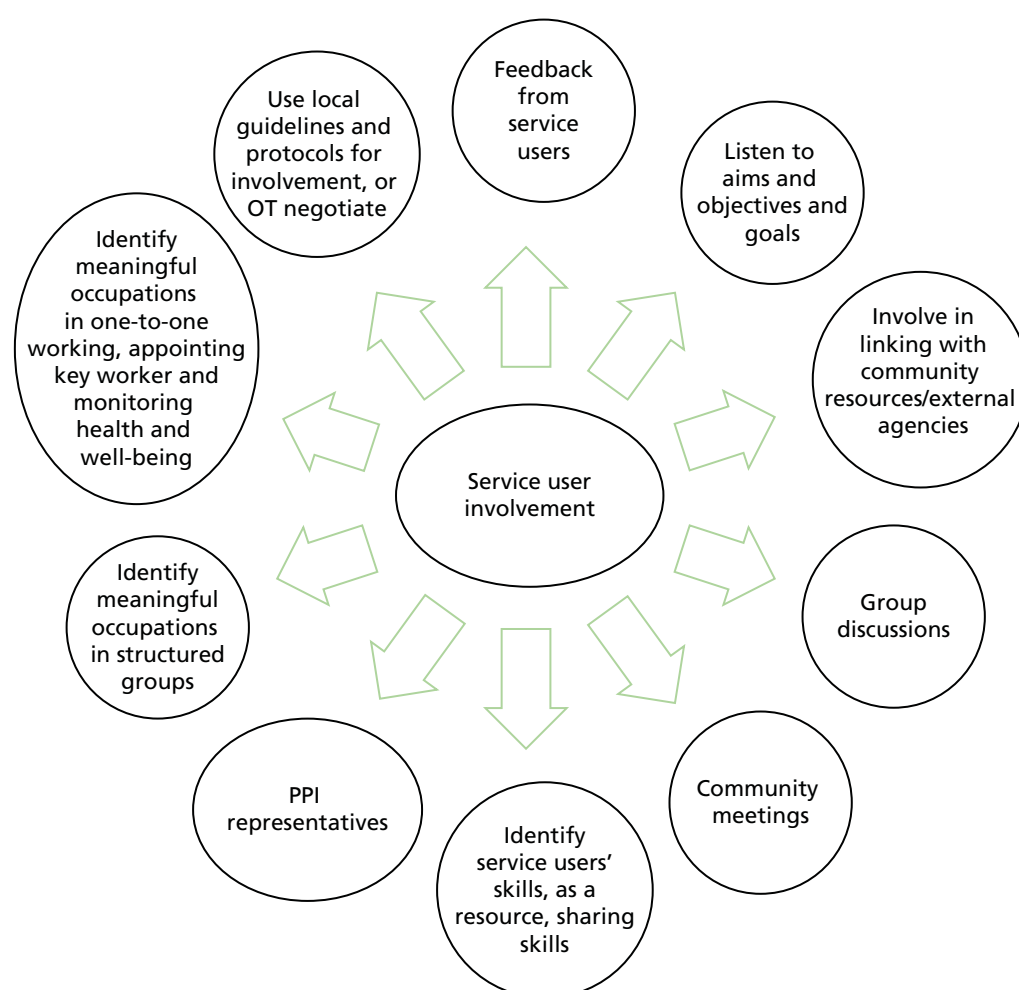 Feedback
from
service
users
Listen to
aims and
objectives and
goals
Involve in
linking with
community
resources/external
agencies
Group
discussions
Community
meetings
Identify
service users’
skills, as a
resource, sharing
skills
PPI
representatives
Identify
meaningful
occupations
in structured
groups
Identify
meaningful
occupations
in one-to-one
working, appointing
key worker and
monitoring
health and
well-being
Use local
guidelines and
protocols for
involvement, or
OT negotiate
Service user
involvement